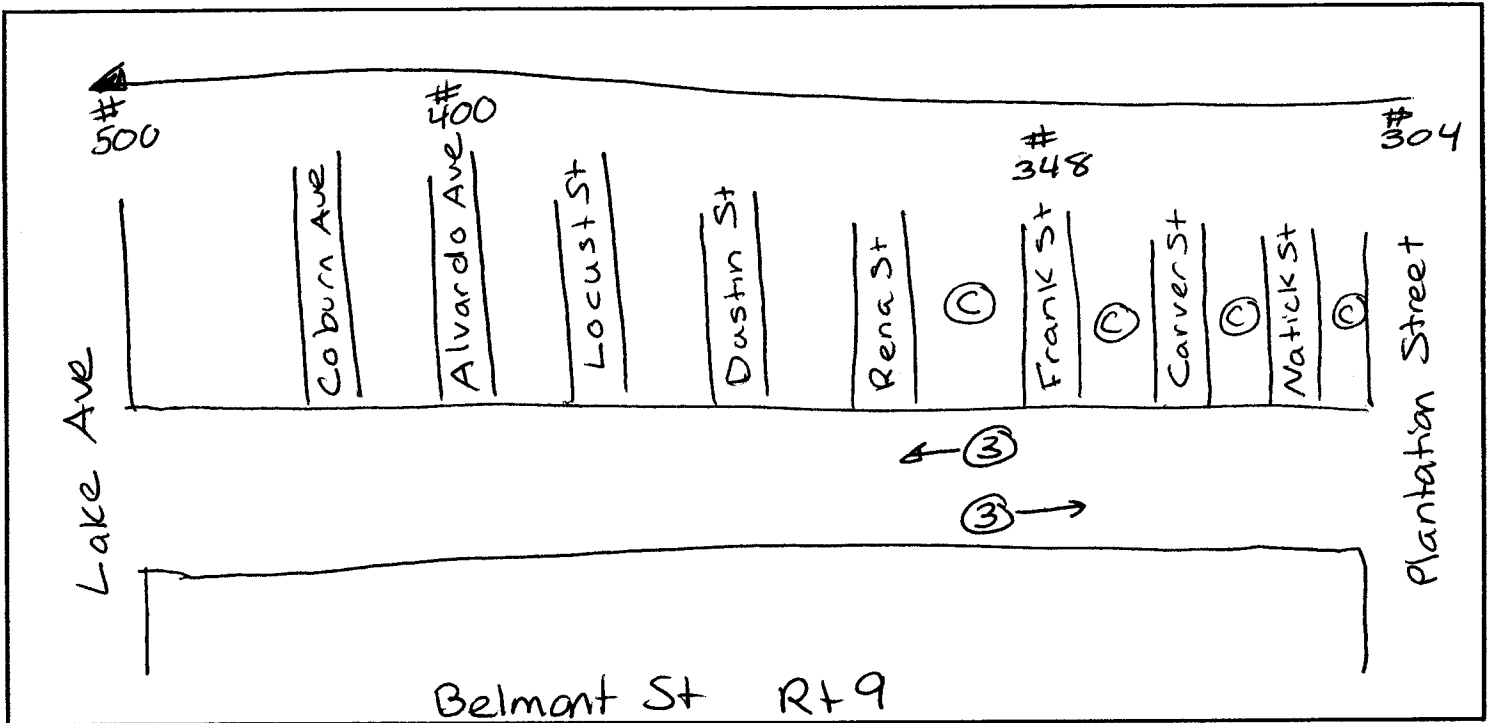 #
500
#
400
#
348
#
304
Coburn Ave
Alvardo Ave
Locust St
Dustin St
Rena St
C
Frank St
C
Carver St
C
Natick St
C
Plantation Street
Lake Ave
3
3
Belmont St Rt 9